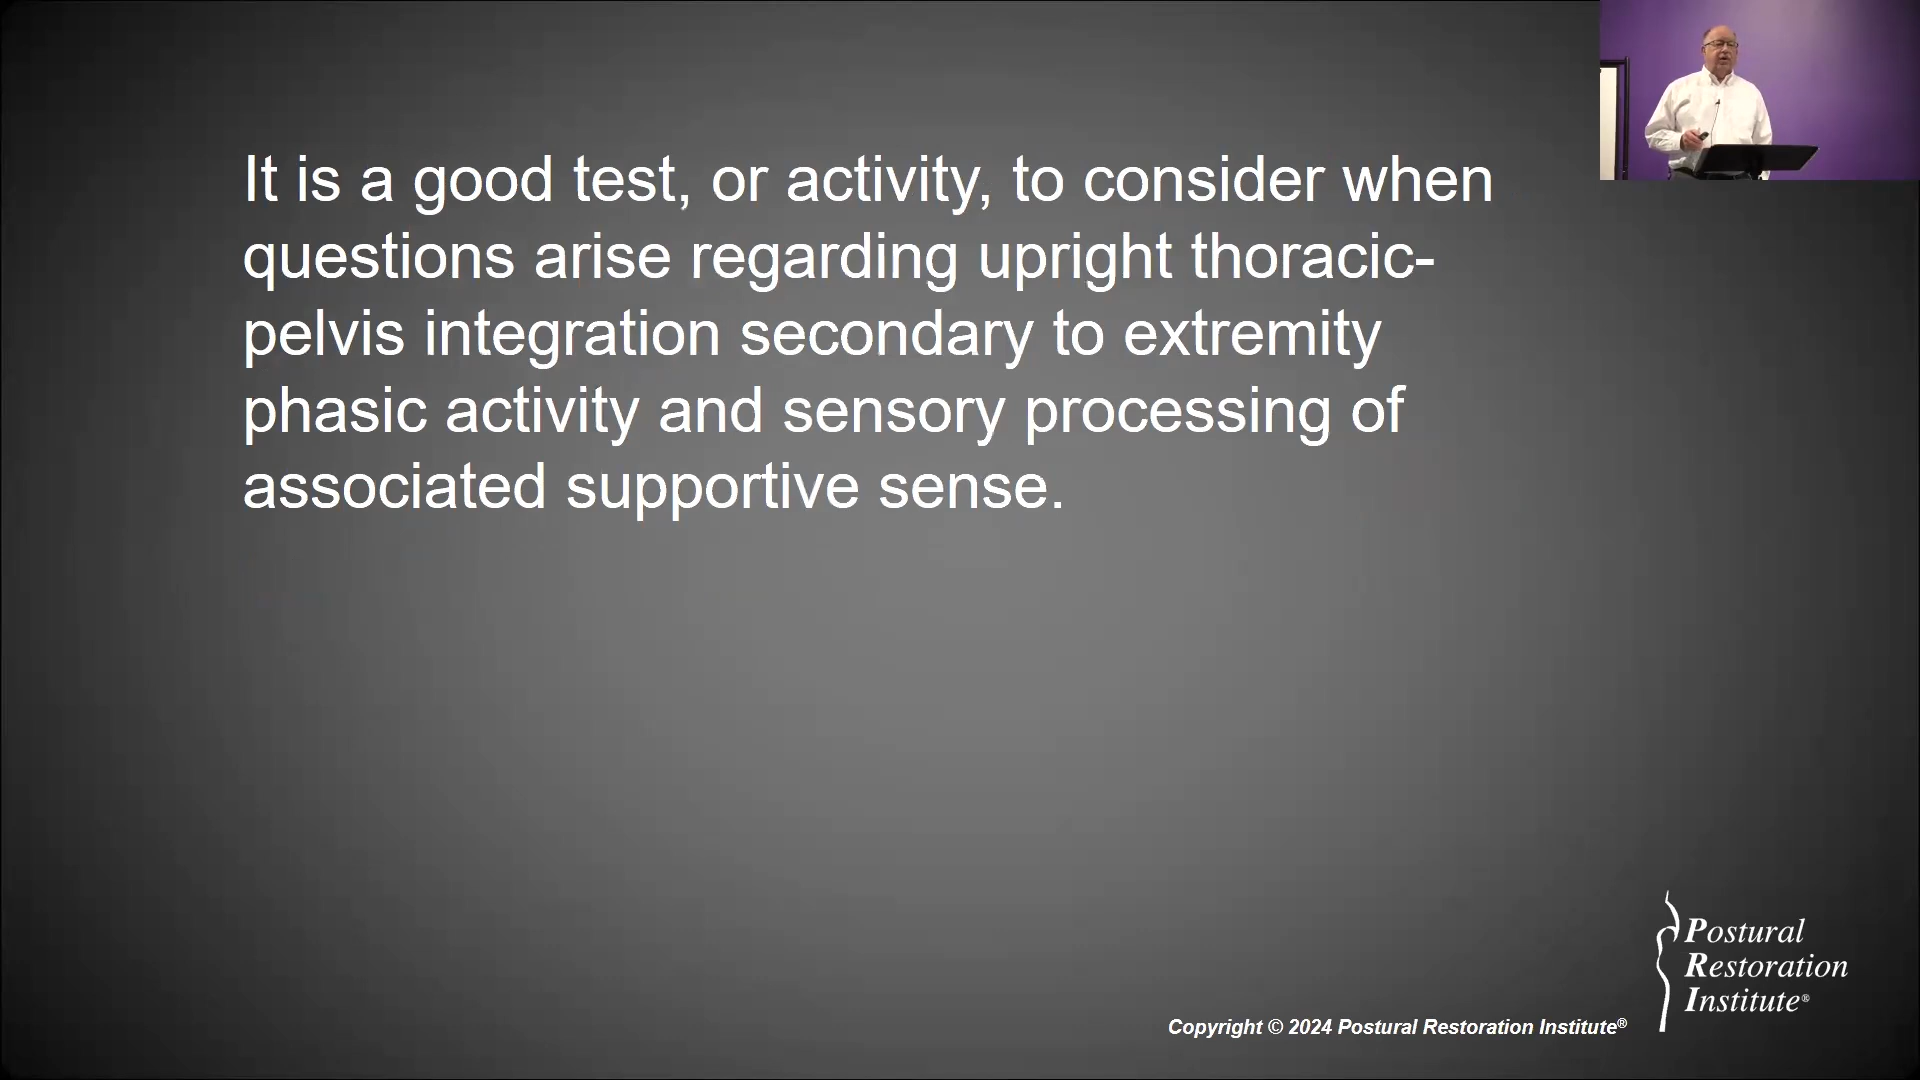 It is a good test, or activity, to consider when
questions arise regarding upright thoracic-
pelvis integration secondary to extremity
phasic activity and sensory processing of
associated supportive sense.
Postural
Restoration
Institute®
Copyright © 2024 Postural Restoration Institute®